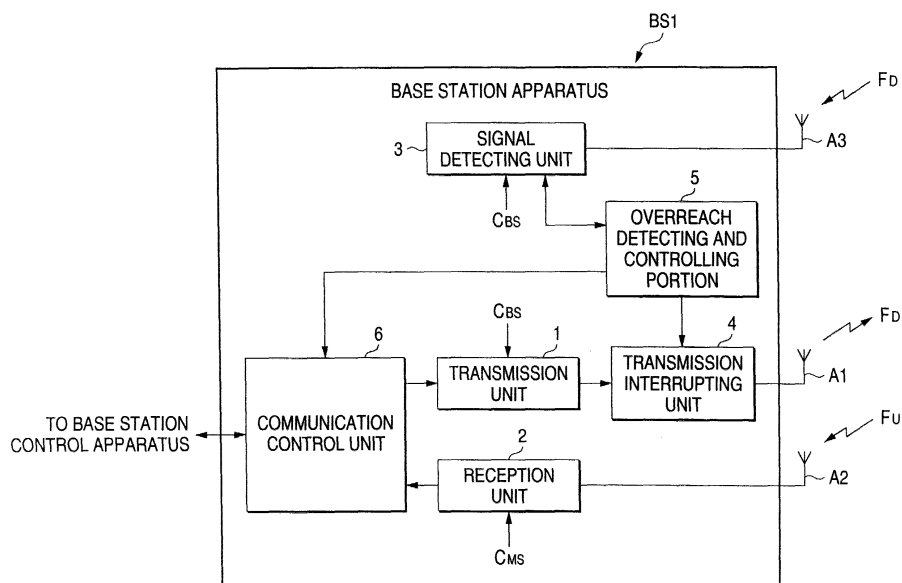 BS1
BASE STATION APPARATUS
FD
3
SIGNAL
DETECTING UNIT
A3
CBS
5
OVERREACH
DETECTING AND
CONTROLLING
PORTION
CBS
FD
6
1
4
TRANSMISSION
UNIT
TRANSMISSION
INTERRUPTING
UNIT
A1
TO BASE STATION
CONTROL APPARATUS
COMMUNICATION
CONTROL UNIT
FU
2
RECEPTION
UNIT
A2
CMS